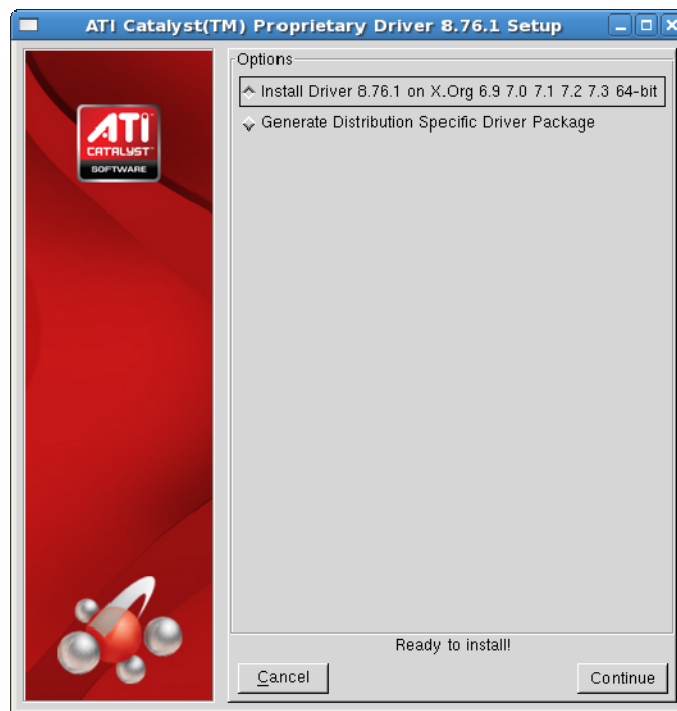 ATI Catalyst(TM) Proprietary Driver 8.76.1 Setup
Options
Install Driver 8.76.1 on X.Org 6.9 7.0 7.1 7.2 7.3 64-bit
Generate Distribution Specific Driver Package
ATI
CATALYST™
SOFTWARE
Ready to install!
Cancel
Continue